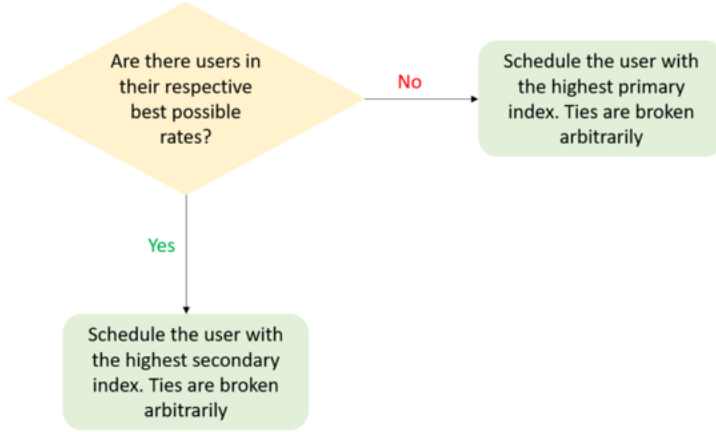 Are there users in
their respective
best possible
rates?
No
Schedule the user with
the highest primary
index. Ties are broken
arbitrarily
Yes
Schedule the user with
the highest secondary
index. Ties are broken
arbitrarily